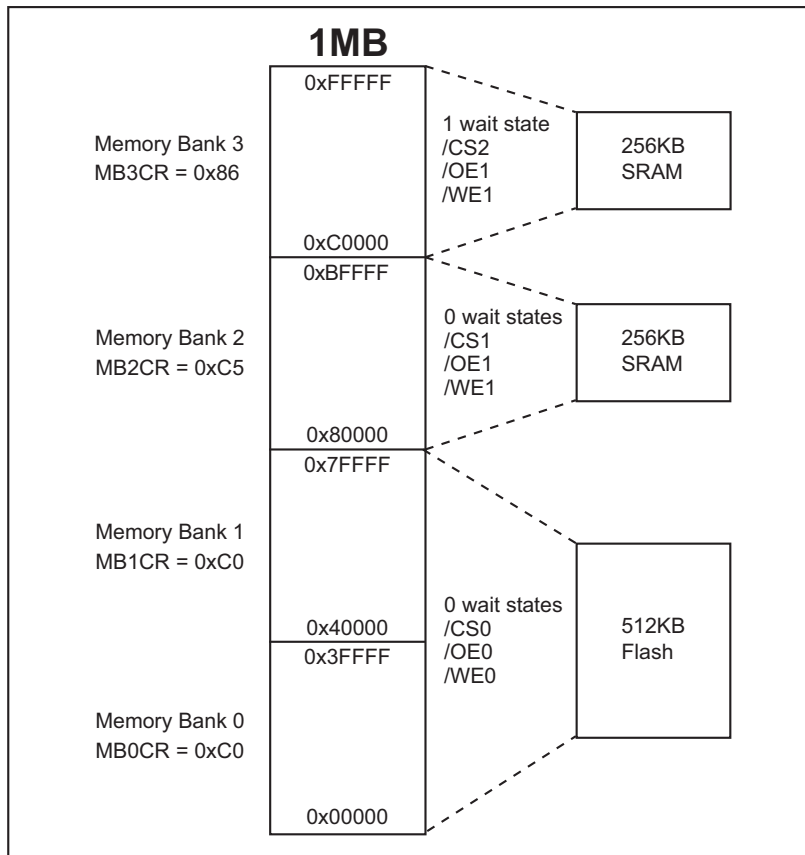 1MB
0xFFFFF
Memory Bank 3
MB3CR = 0x86
1 wait state
/CS2
/OE1
/WE1
256KB
SRAM
0xC0000
0xBFFFF
Memory Bank 2
MB2CR = 0xC5
0 wait states
/CS1
/OE1
/WE1
256KB
SRAM
0x80000
0x7FFFF
Memory Bank 1
MB1CR = 0xC0
0x40000
0x3FFFF
0 wait states
/CS0
/OE0
/WE0
512KB
Flash
Memory Bank 0
MB0CR = 0xC0
0x00000